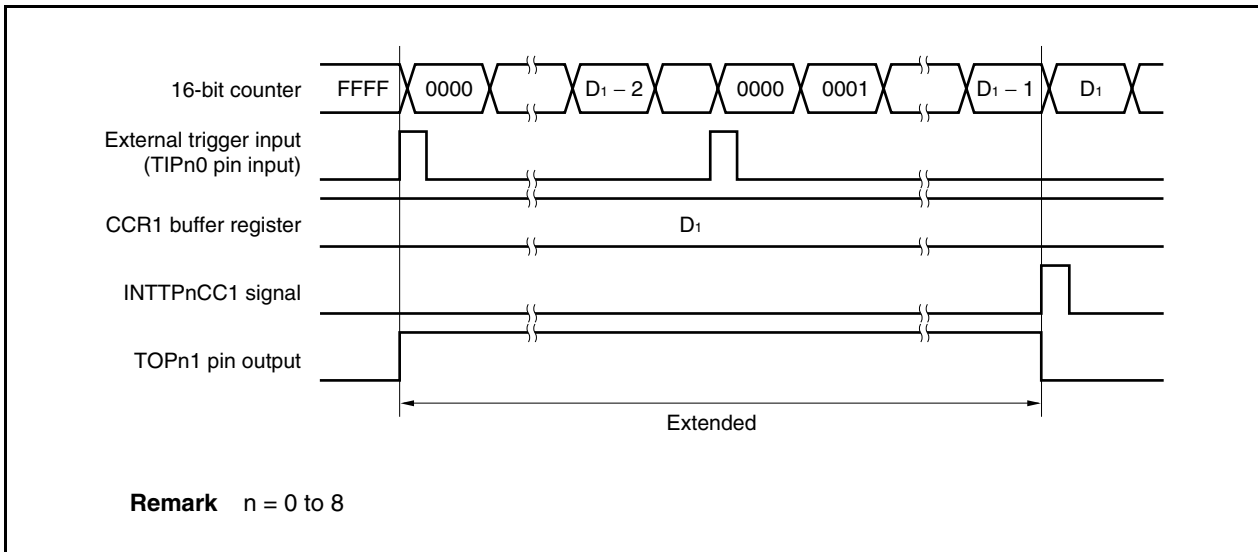 16-bit counter FFFF 0000 D₁ – 2 0000 0001 D₁ – 1 D₁
External trigger input
(TIPn0 pin input)
CCR1 buffer register D₁
INTTPnCC1 signal
TOPn1 pin output
Extended
Remark n = 0 to 8